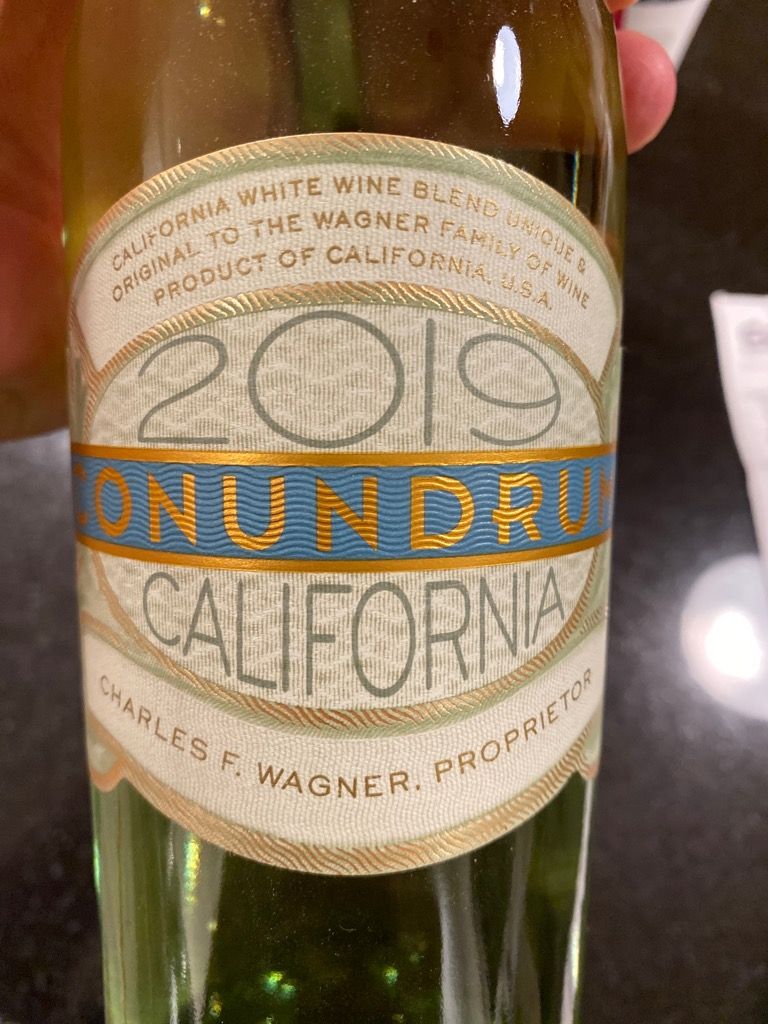 CALIFORNIA WHITE WINE BLEND UNIQUE &
ORIGINAL TO THE WAGNER FAMILY OF WINE
PRODUCT OF CALIFORNIA, U.S.A.
2019
CONUNDRUM
CALIFORNIA
CHARLES F. WAGNER, PROPRIETOR